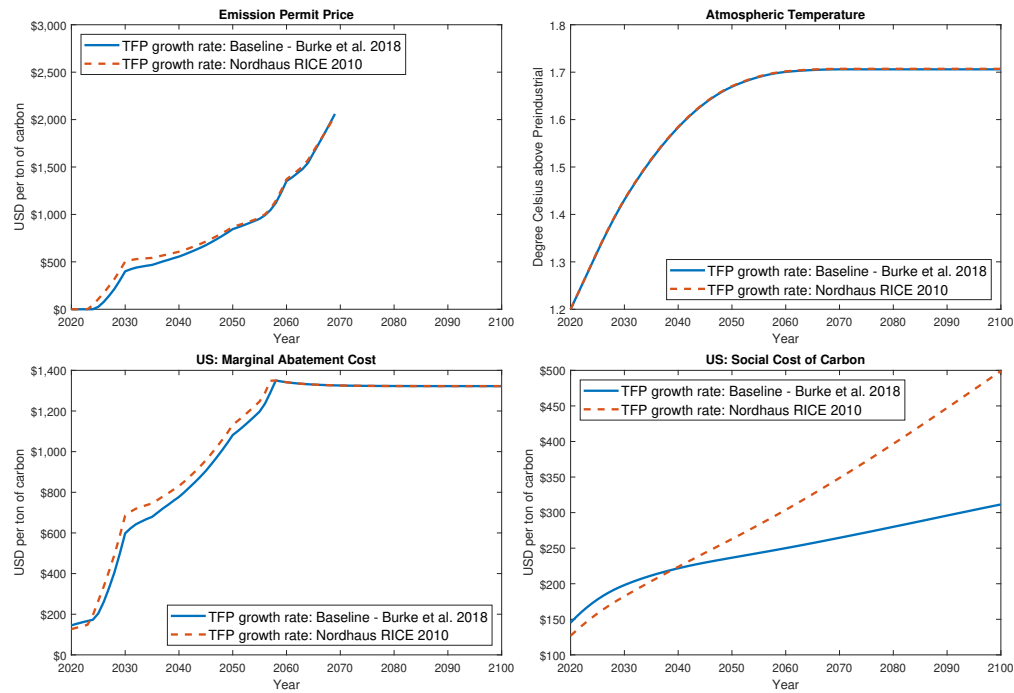 Emission Permit Price
$3,000
$2,500
$2,000
$1,500
$1,000
$500
$0
USD per ton of carbon
TFP growth rate: Baseline - Burke et al. 2018
TFP growth rate: Nordhaus RICE 2010
2020 2030 2040 2050 2060 2070 2080 2090 2100
Year
Atmospheric Temperature
1.8
1.7
1.6
1.5
1.4
1.3
1.2
Degree Celsius above Preindustrial
TFP growth rate: Baseline - Burke et al. 2018
TFP growth rate: Nordhaus RICE 2010
2020 2030 2040 2050 2060 2070 2080 2090 2100
Year
US: Marginal Abatement Cost
$1,400
$1,200
$1,000
$800
$600
$400
$200
$0
USD per ton of carbon
TFP growth rate: Baseline - Burke et al. 2018
TFP growth rate: Nordhaus RICE 2010
2020 2030 2040 2050 2060 2070 2080 2090 2100
Year
US: Social Cost of Carbon
$500
$450
$400
$350
$300
$250
$200
$150
$100
USD per ton of carbon
TFP growth rate: Baseline - Burke et al. 2018
TFP growth rate: Nordhaus RICE 2010
2020 2030 2040 2050 2060 2070 2080 2090 2100
Year